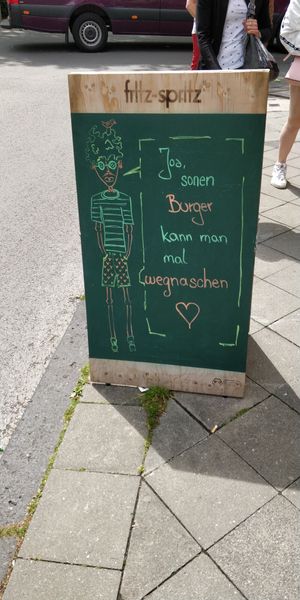 fritz-spritz
Joa,
sonen
Burger
kann man
mal
wegnaschen